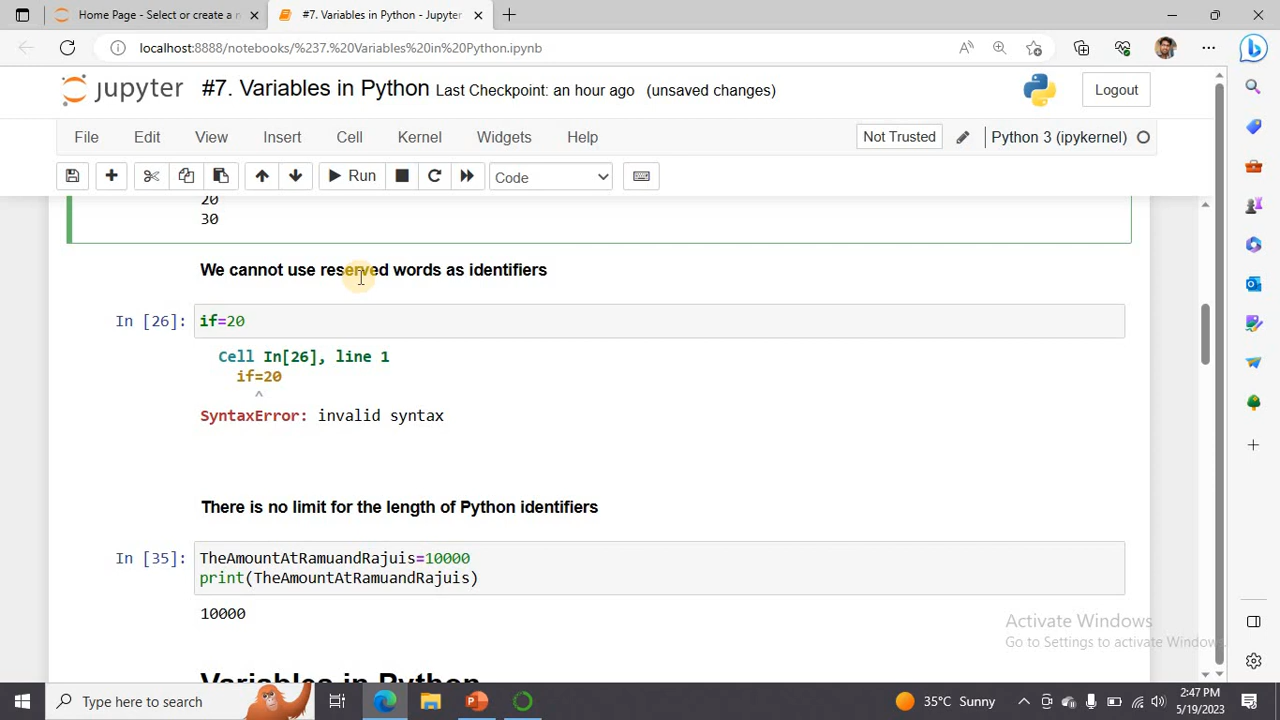 Home Page - Select or create a n
#7. Variables in Python - Jupyter
localhost:8888/notebooks/%237.%20Variables%20in%20Python.ipynb
jupyter #7. Variables in Python Last Checkpoint: an hour ago (unsaved changes)
Logout
File Edit View Insert Cell Kernel Widgets Help
Not Trusted
Python 3 (ipykernel)
Run
Code
20
30
We cannot use reserved words as identifiers
In [26]: if=20
Cell In[26], line 1
if=20
^
SyntaxError: invalid syntax
There is no limit for the length of Python identifiers
In [35]: TheAmountAtRamuandRajuis=10000
print(TheAmountAtRamuandRajuis)
10000
Variables in Python
Activate Windows
Go to Settings to activate Windows.
Type here to search
35°C Sunny
2:47 PM
5/19/2023